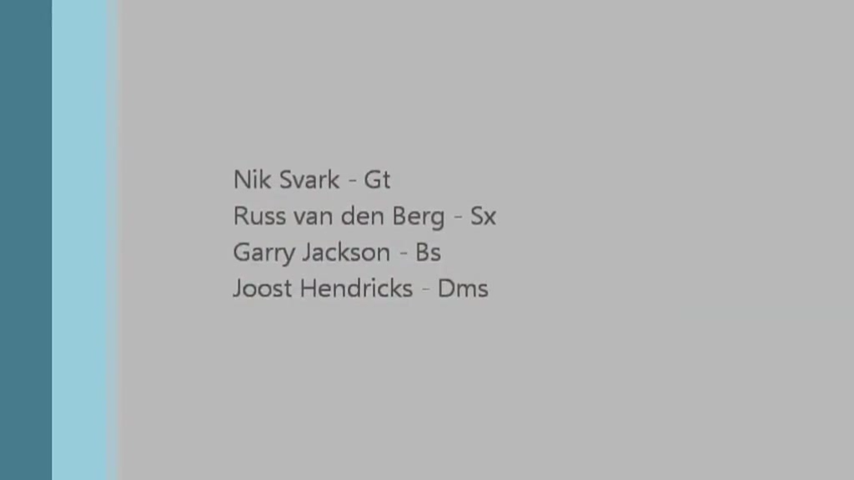 Nik Svark - Gt
Russ van den Berg - Sx
Garry Jackson - Bs
Joost Hendricks - Dms